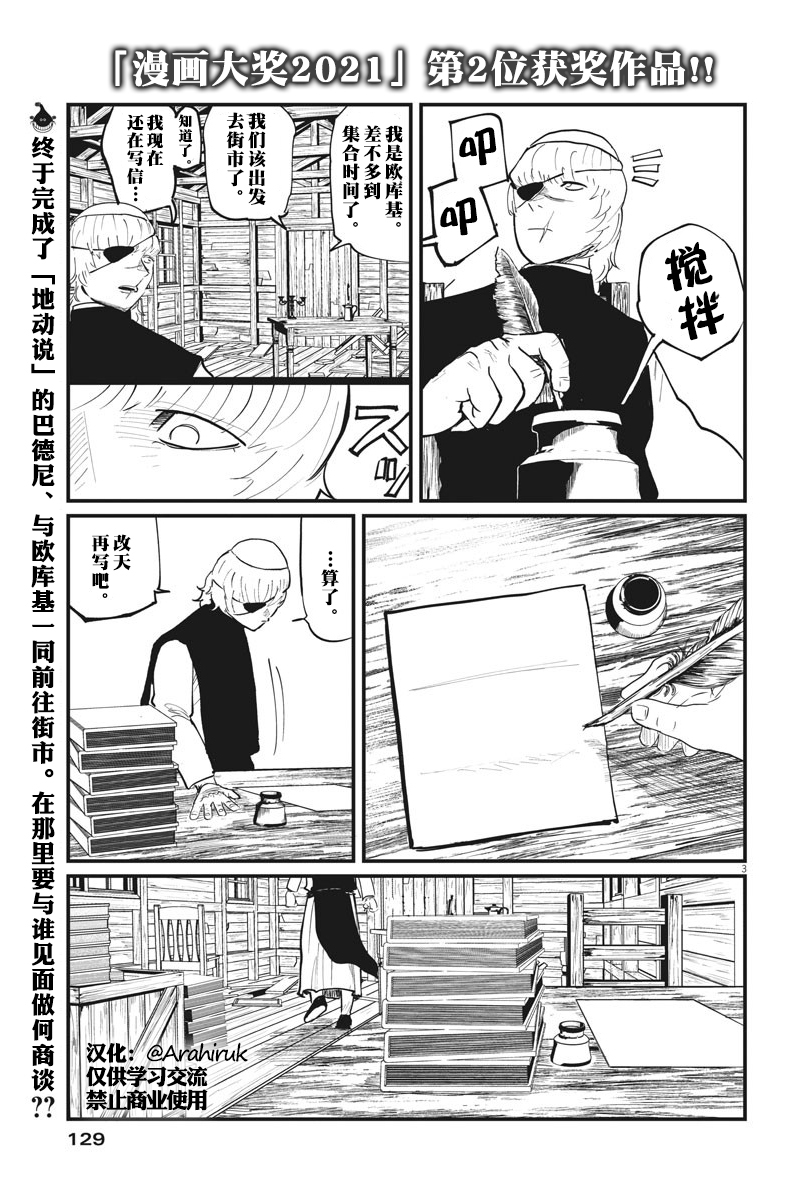 「漫画大奖2021」第2位获奖作品!!
终于完成了「地动说」的巴德尼、与欧库基一同前往街市。在那里要与谁见面做何商谈??
叩
叩
搅拌
我是欧库基。
差不多到
集合时间了。
我们该出发
去街市了。
知道了。
我现在
还在写信…
ス
…算了。
改天
再写吧。
3
汉化：@Arahiruk
仅供学习交流
禁止商业使用
129